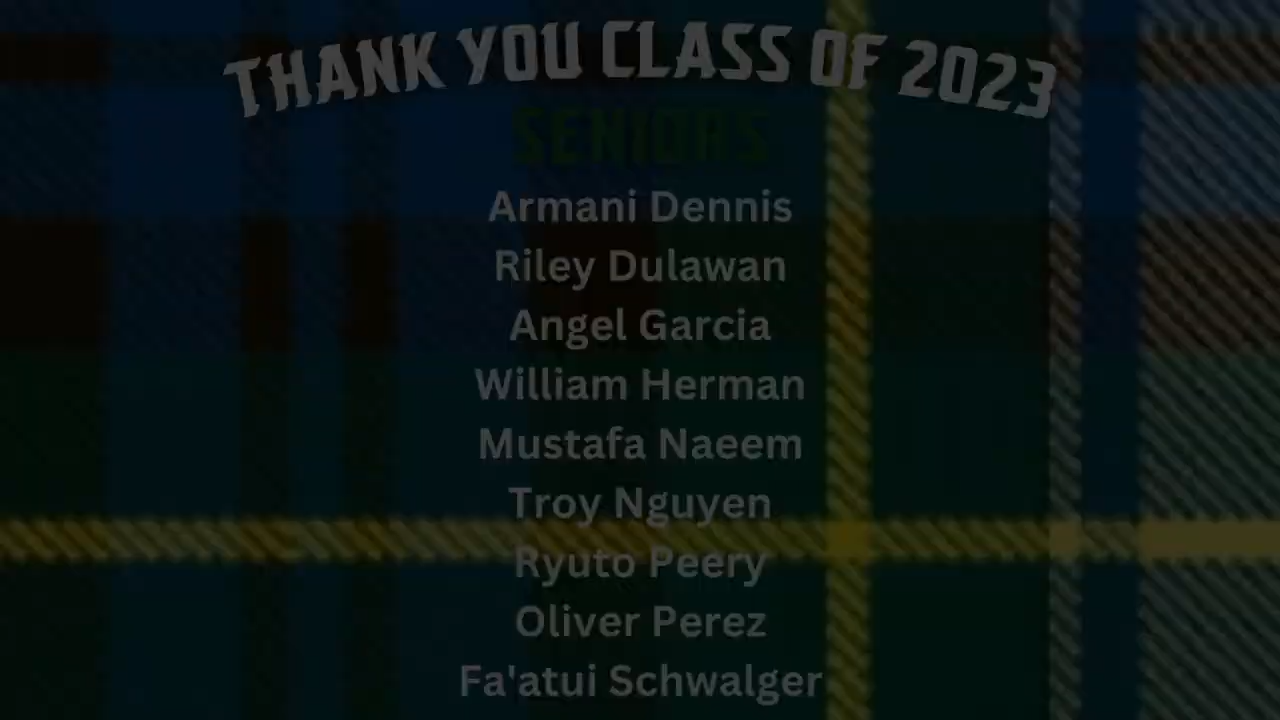 THANK YOU CLASS OF 2023
SENIORS
Armani Dennis
Riley Dulawan
Angel Garcia
William Herman
Mustafa Naeem
Troy Nguyen
Ryuto Peery
Oliver Perez
Fa'atui Schwalger